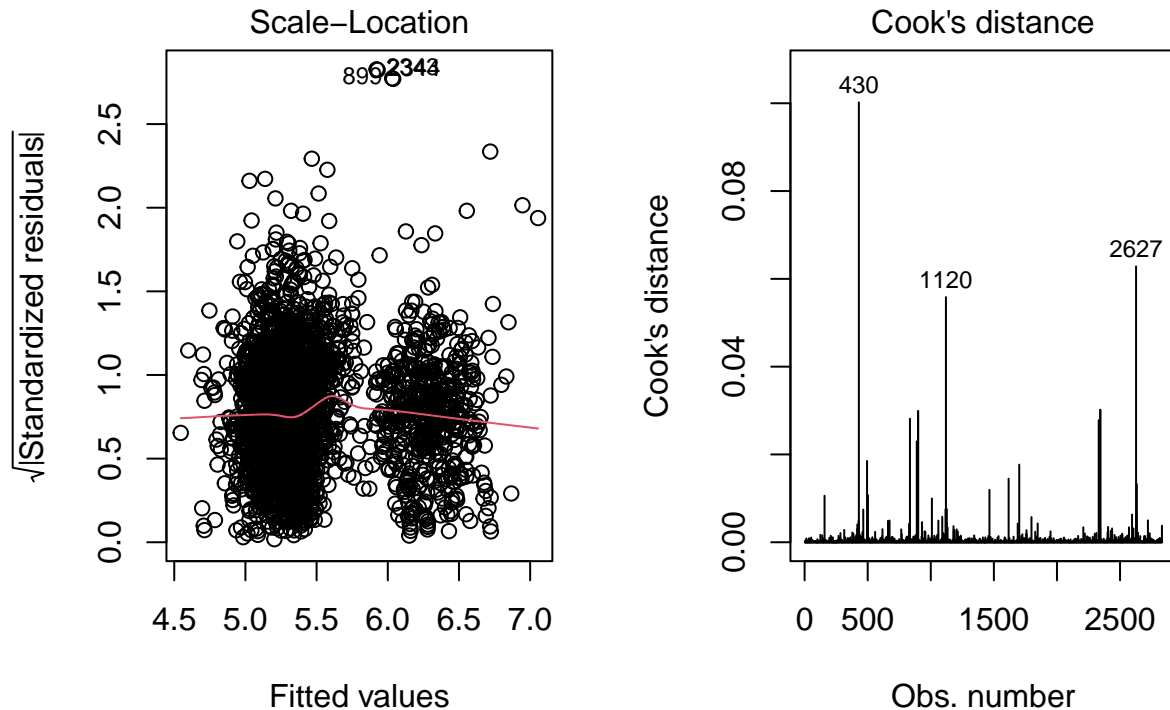 Scale−Location
√|Standardized residuals|
2.5
2.0
1.5
1.0
0.5
0.0
899
4.5 5.0 5.5 6.0 6.5 7.0
Fitted values
Cook's distance
Cook's distance
0.08
0.04
0.00
430
1120
2627
0 500 1500 2500
Obs. number